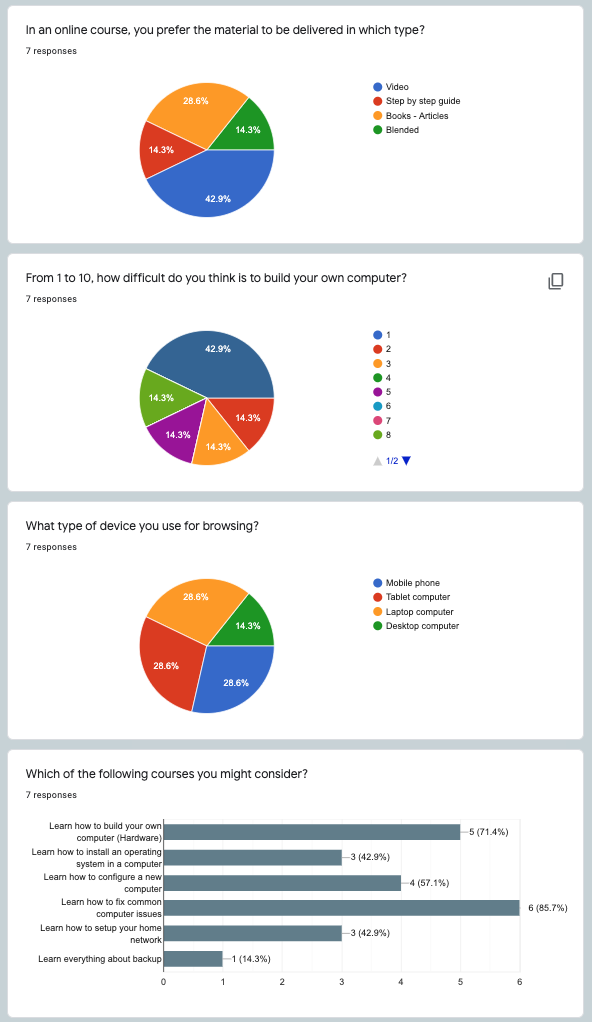 In an online course, you prefer the material to be delivered in which type?
7 responses
28.6%
14.3%
14.3%
42.9%
Video
Step by step guide
Books - Articles
Blended
From 1 to 10, how difficult do you think is to build your own computer?
7 responses
42.9%
14.3%
14.3%
14.3%
14.3%
1
2
3
4
5
6
7
8
1/2
What type of device you use for browsing?
7 responses
28.6%
14.3%
28.6%
28.6%
Mobile phone
Tablet computer
Laptop computer
Desktop computer
Which of the following courses you might consider?
7 responses
Learn how to build your own
computer (Hardware)
5 (71.4%)
Learn how to install an operating
system in a computer
3 (42.9%)
Learn how to configure a new
computer
4 (57.1%)
Learn how to fix common
computer issues
6 (85.7%)
Learn how to setup your home
network
3 (42.9%)
Learn everything about backup
1 (14.3%)
0 1 2 3 4 5 6